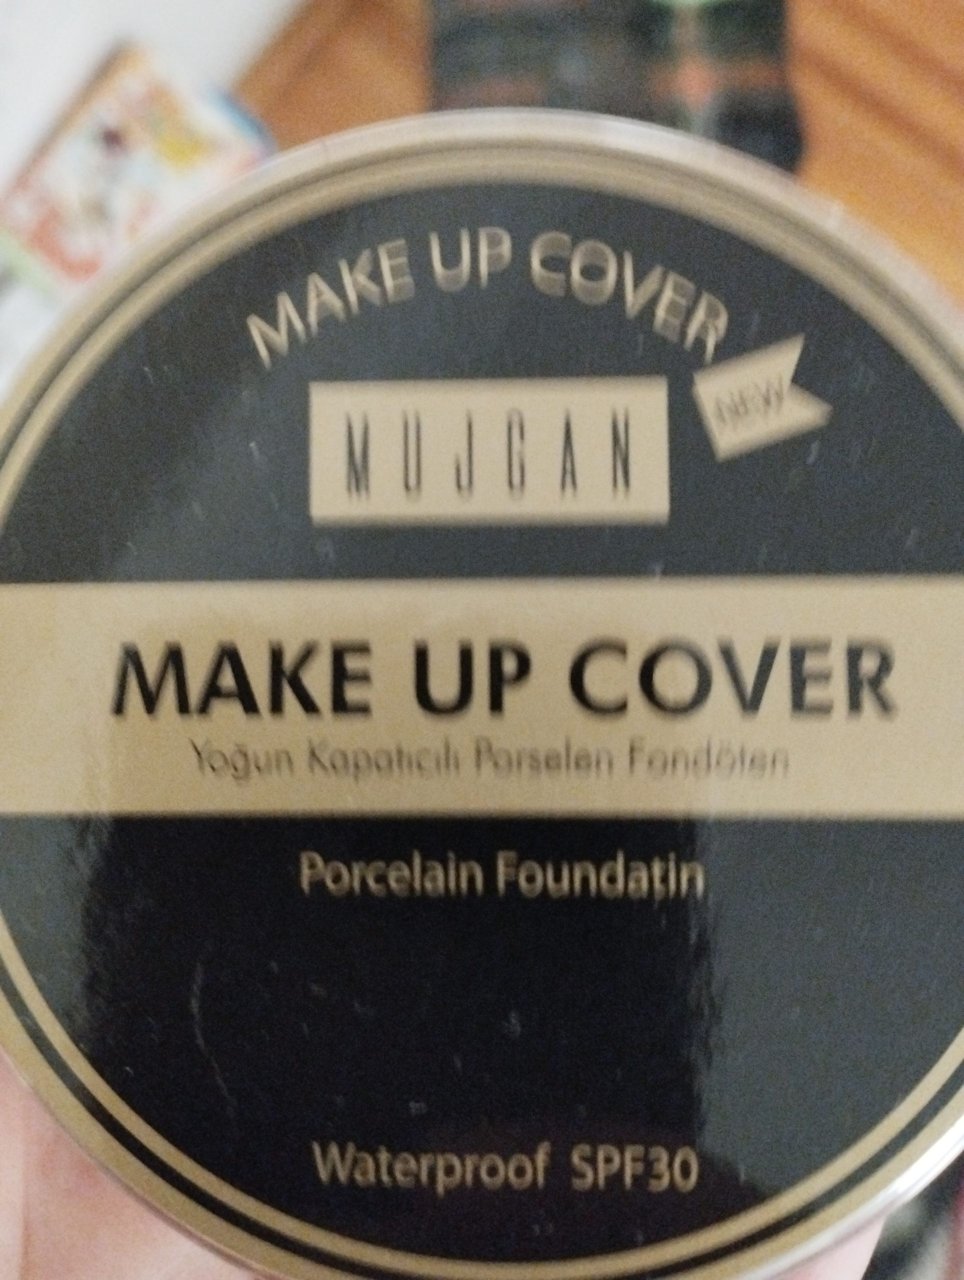 MAKE UP COVER
NEW
MUJGAN
MAKE UP COVER
Yoğun Kapatıcılı Porselen Fondöten
Porcelain Foundatin
Waterproof SPF30